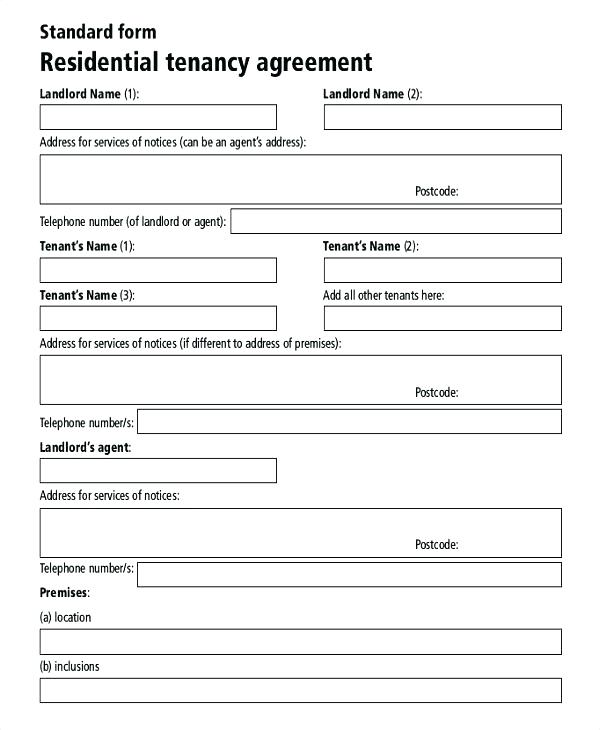 Standard form
Residential tenancy agreement
Landlord Name (1): Landlord Name (2):
Address for services of notices (can be an agent's address):
Postcode:
Telephone number (of landlord or agent):
Tenant's Name (1): Tenant's Name (2):
Tenant's Name (3): Add all other tenants here:
Address for services of notices (if different to address of premises):
Postcode:
Telephone number/s:
Landlord's agent:
Address for services of notices:
Postcode:
Telephone number/s:
Premises:
(a) location
(b) inclusions